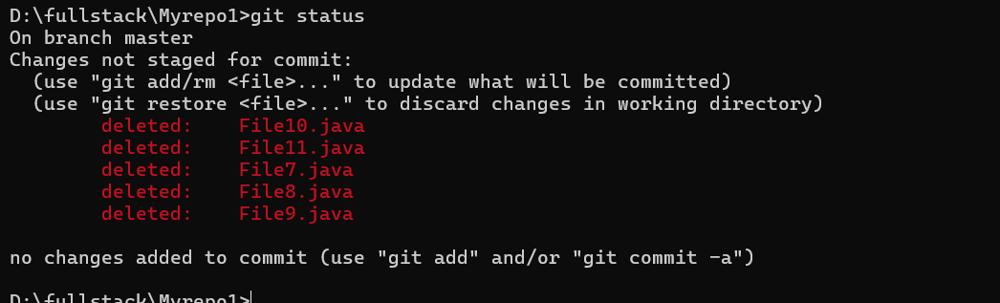 D:\fullstack\Myrepo1>git status
On branch master
Changes not staged for commit:
  (use "git add/rm <file>..." to update what will be committed)
  (use "git restore <file>..." to discard changes in working directory)
        deleted:    File10.java
        deleted:    File11.java
        deleted:    File7.java
        deleted:    File8.java
        deleted:    File9.java

no changes added to commit (use "git add" and/or "git commit -a")

D:\fullstack\Myrepo1>